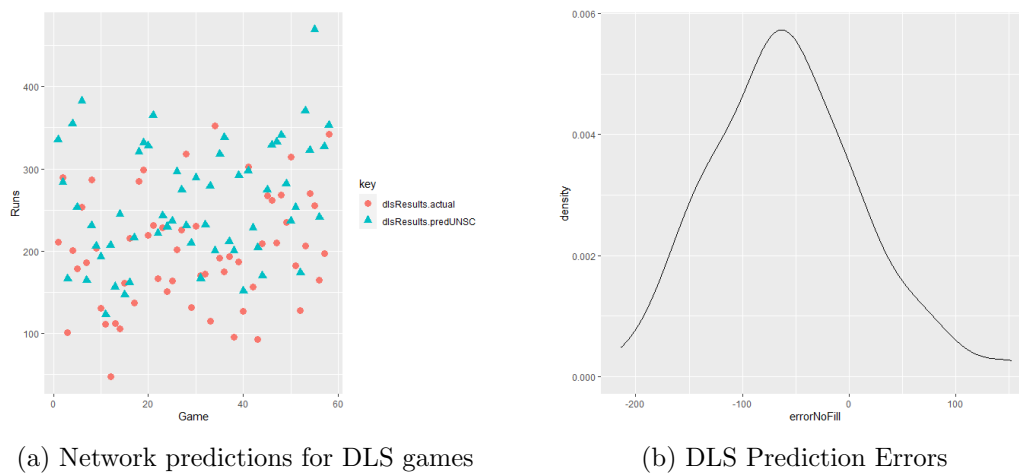 400
300
200
100
Runs
0
20
40
60
Game
key
dlsResults.actual
dlsResults.predUNSC
(a) Network predictions for DLS games
0.006
0.004
0.002
0.000
density
-200
-100
0
100
errorNoFill
(b) DLS Prediction Errors